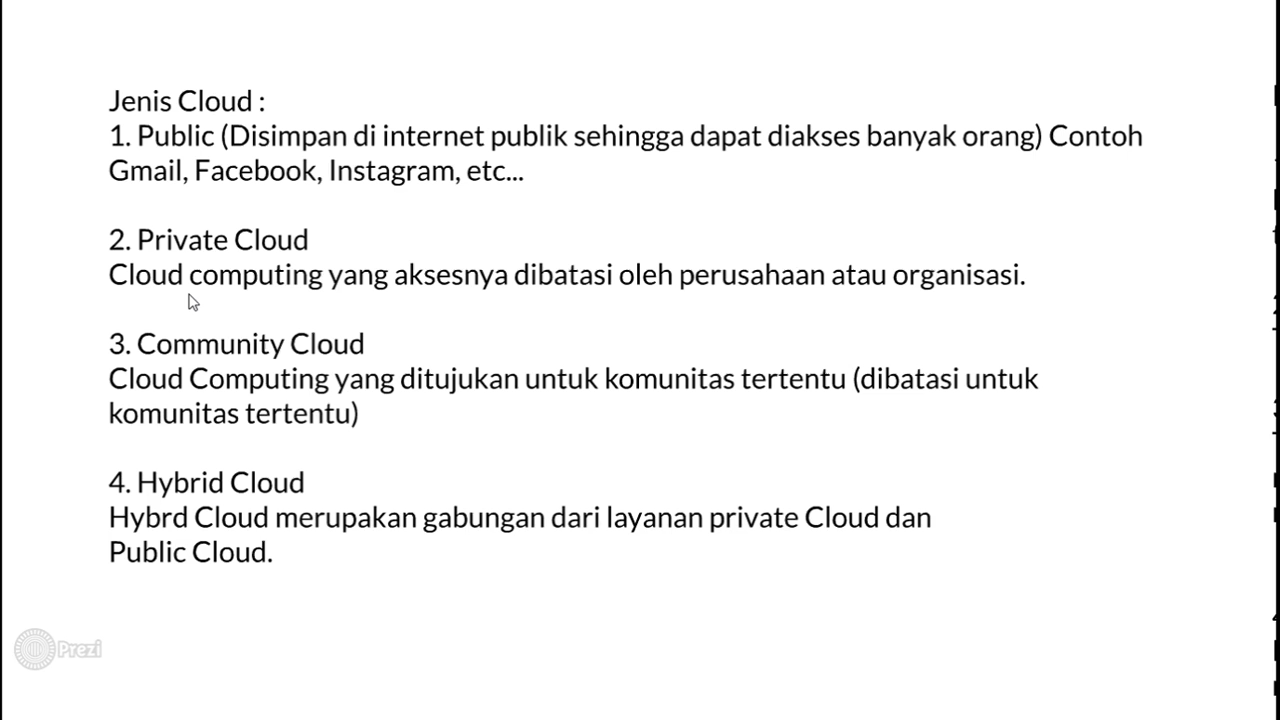 Jenis Cloud :
1. Public (Disimpan di internet publik sehingga dapat diakses banyak orang) Contoh
Gmail, Facebook, Instagram, etc...
2. Private Cloud
Cloud computing yang aksesnya dibatasi oleh perusahaan atau organisasi.
3. Community Cloud
Cloud Computing yang ditujukan untuk komunitas tertentu (dibatasi untuk
komunitas tertentu)
4. Hybrid Cloud
Hybrd Cloud merupakan gabungan dari layanan private Cloud dan
Public Cloud.
Prezi